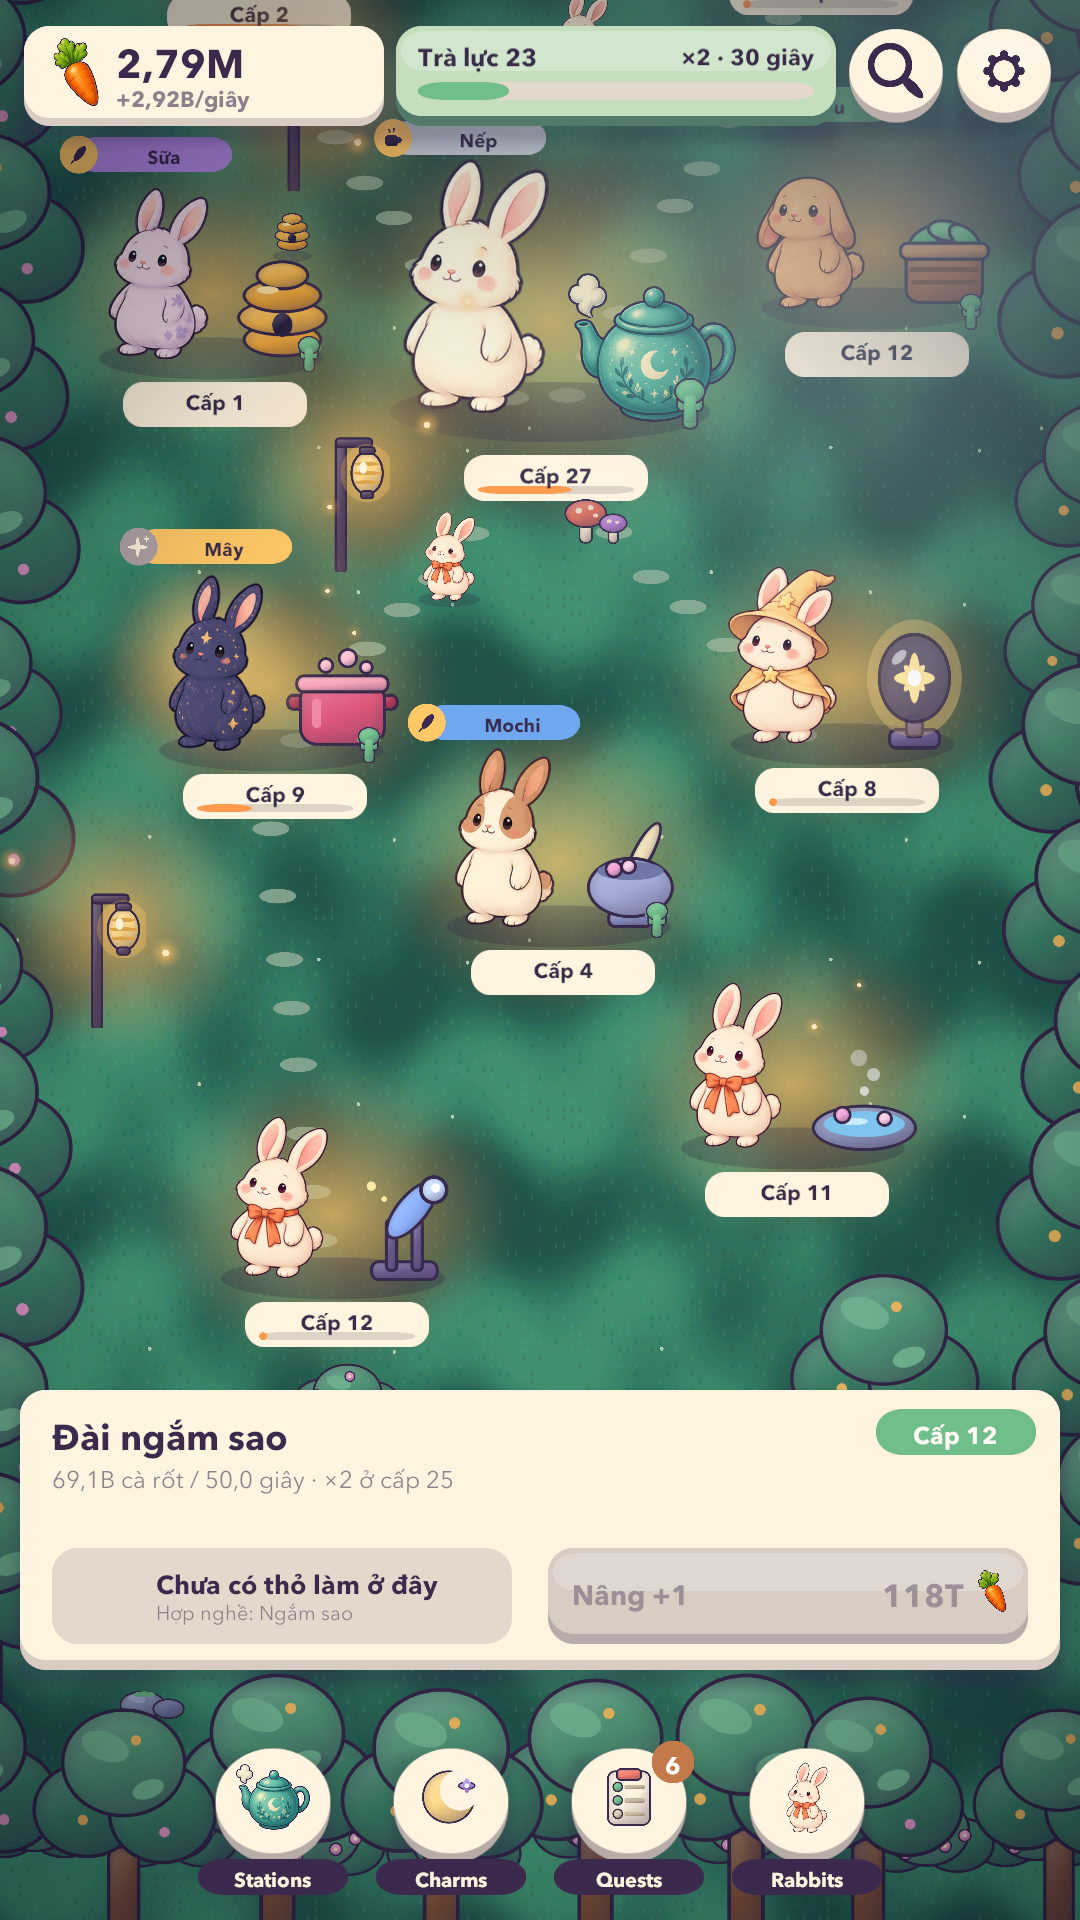 Cấp 2
2,79M
+2,92B/giây
Trà lực 23
×2 · 30 giây
Sữa
Nếp
Cấp 1
Cấp 27
Cấp 12
Mây
Mochi
Cấp 9
Cấp 8
Cấp 4
Cấp 11
Cấp 12
Đài ngắm sao
Cấp 12
69,1B cà rốt / 50,0 giây · ×2 ở cấp 25
Chưa có thỏ làm ở đây
Hợp nghề: Ngắm sao
Nâng +1
118T
6
Stations
Charms
Quests
Rabbits